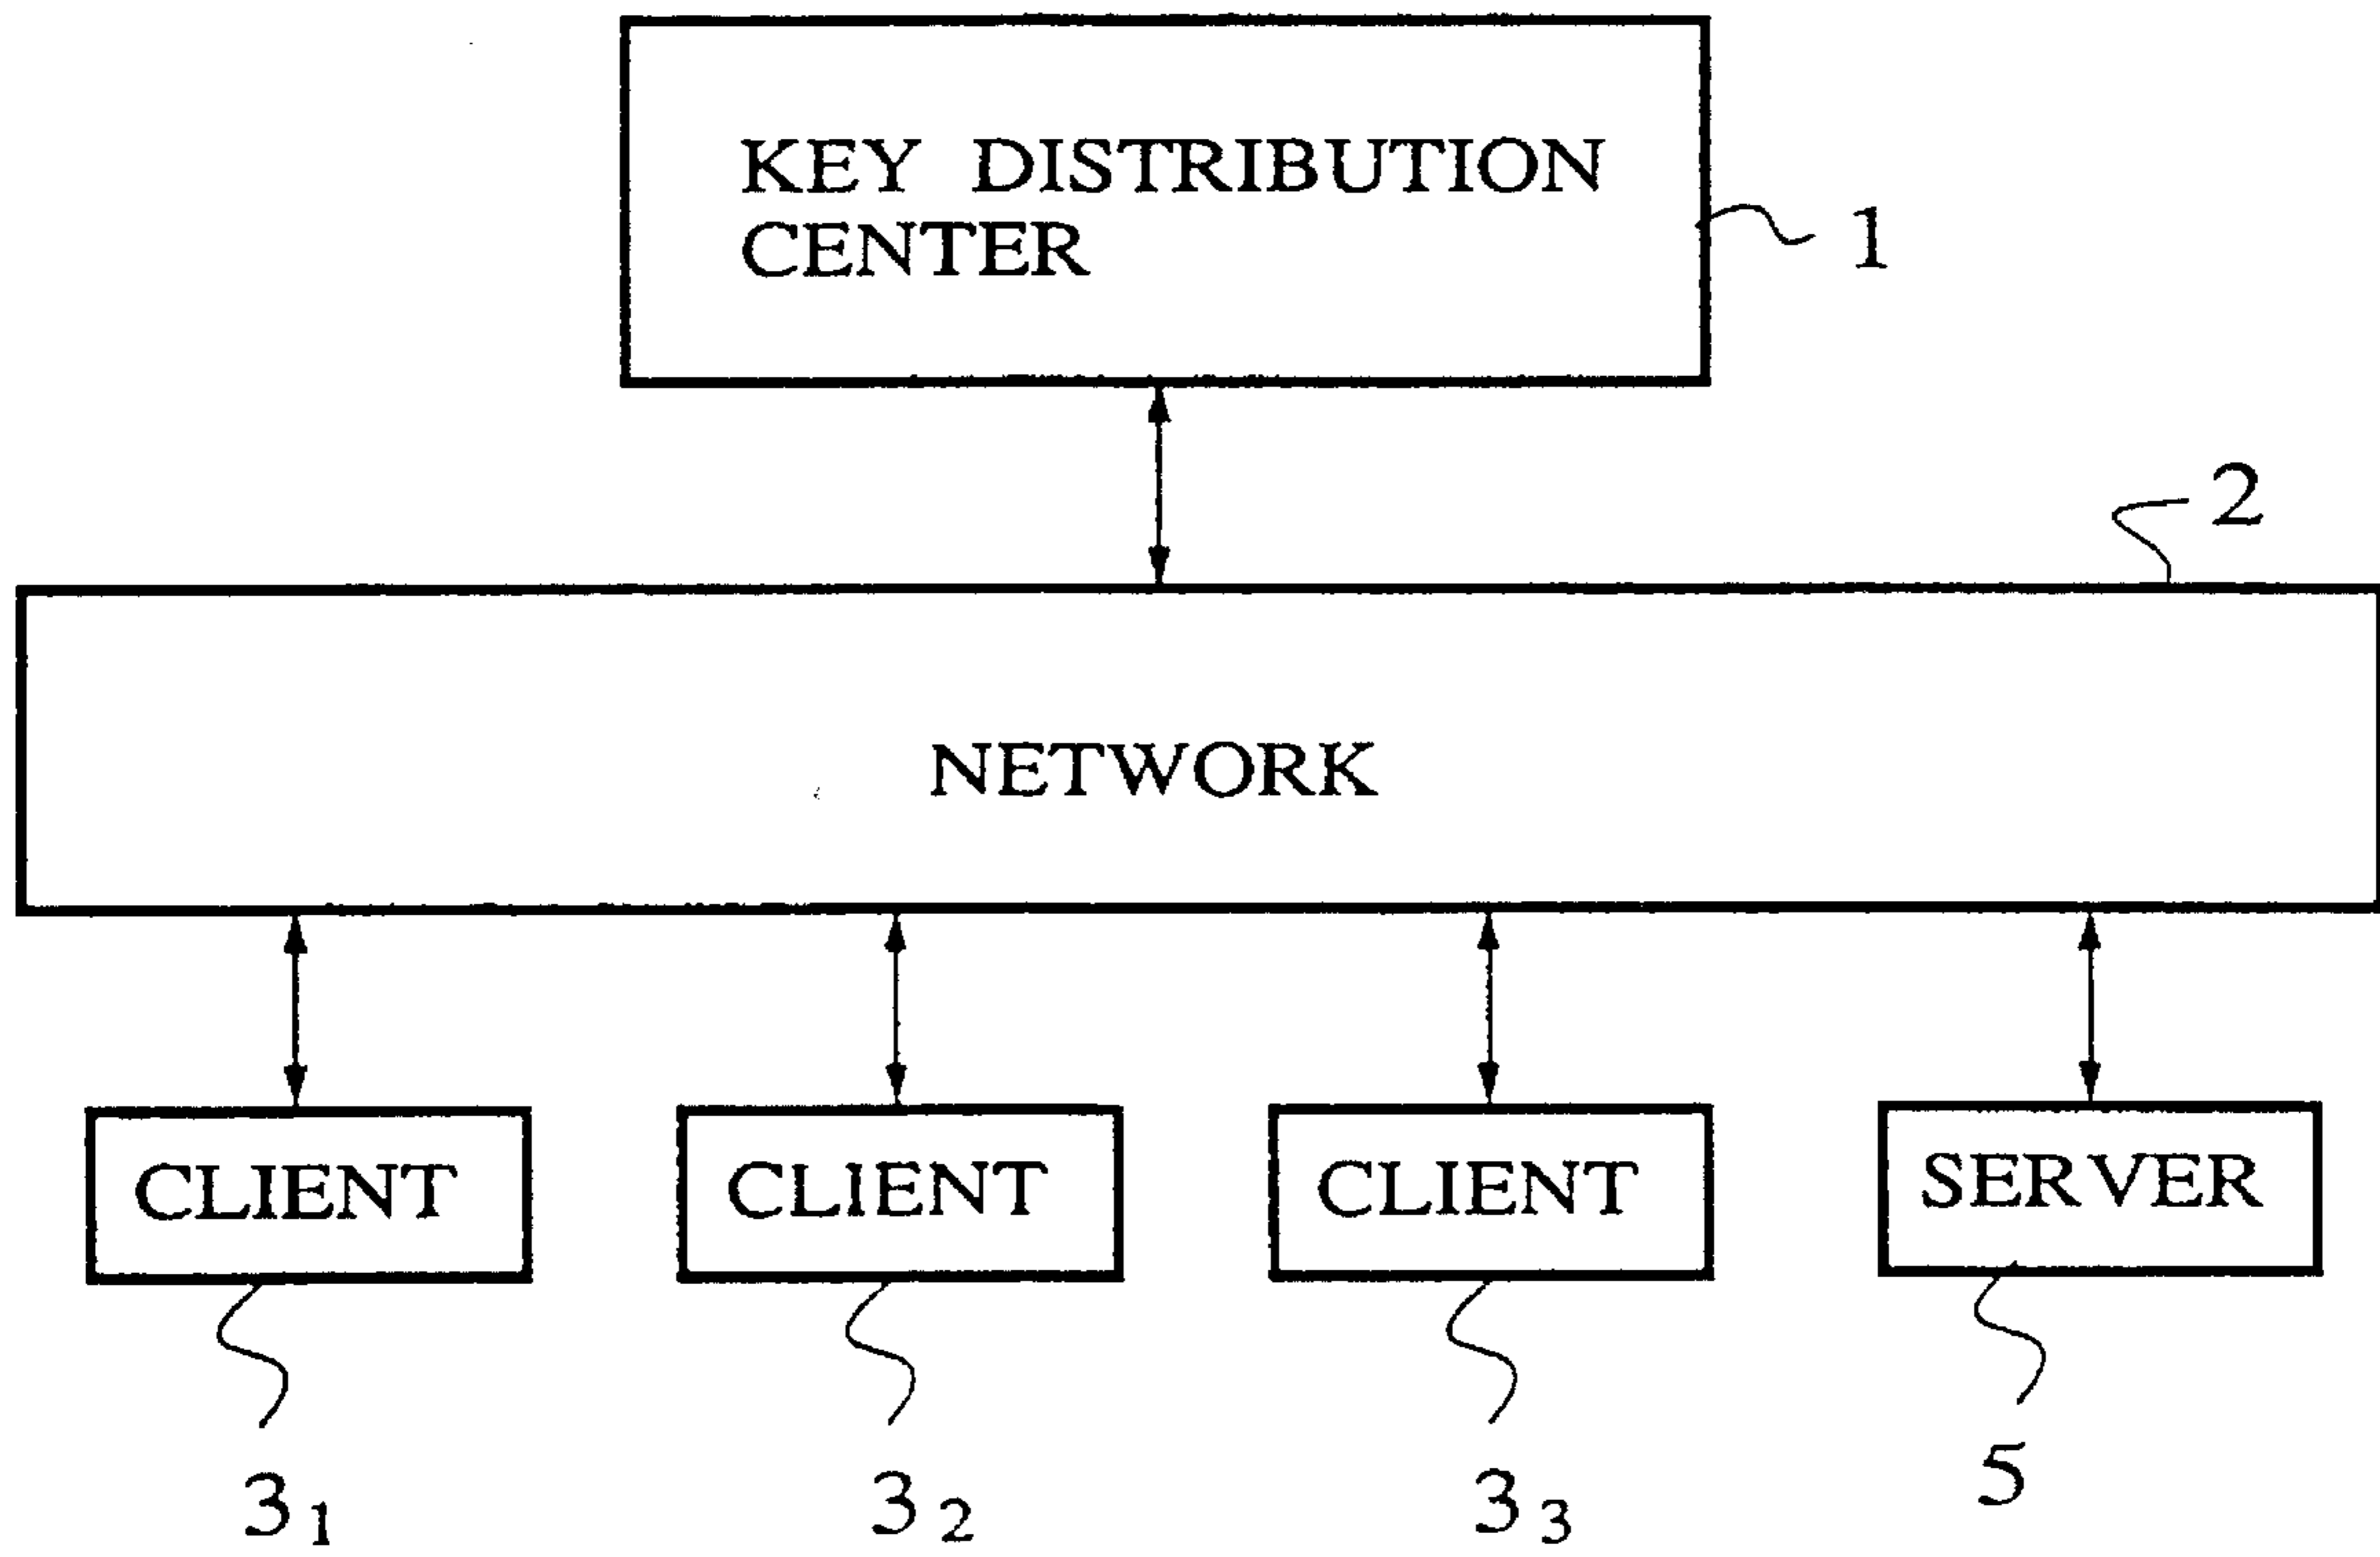 KEY DISTRIBUTION
CENTER
1
2
NETWORK
CLIENT
CLIENT
CLIENT
SERVER
3₁
3₂
3₃
5